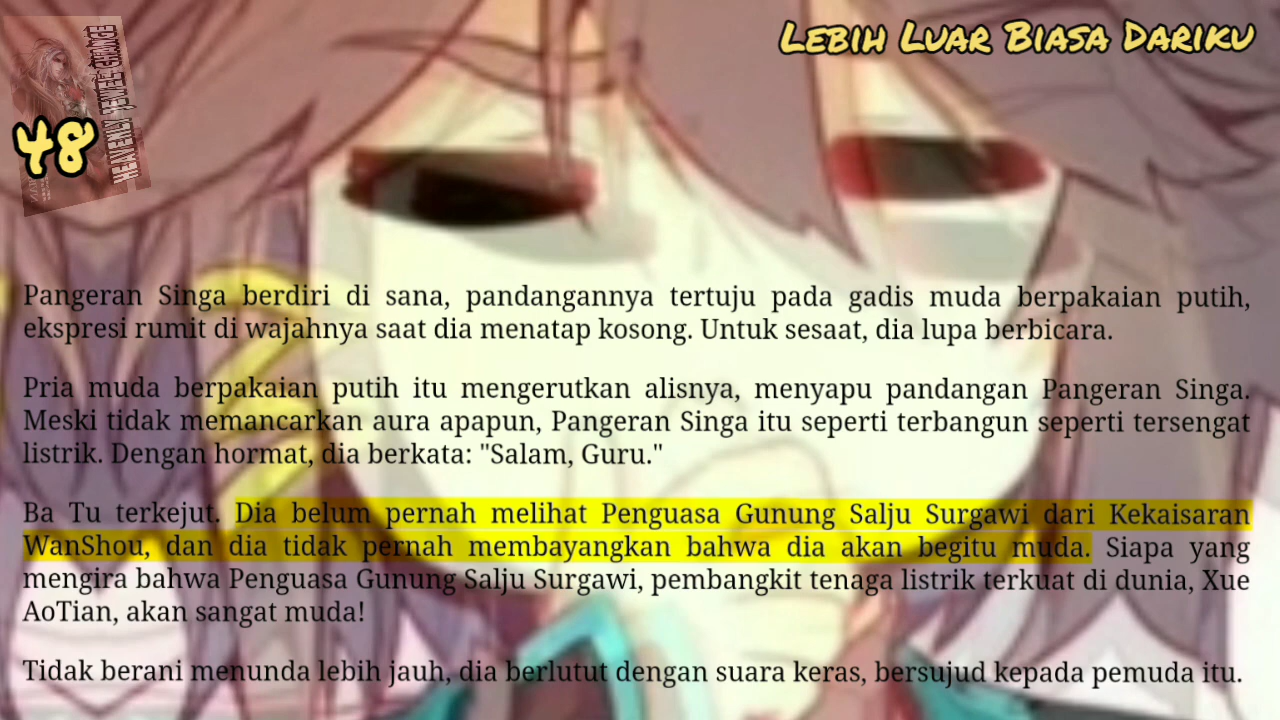 Lebih Luar Biasa Dariku
HEAVENLY JEWEL CHANGE
48
Pangeran Singa berdiri di sana, pandangannya tertuju pada gadis muda berpakaian putih,
ekspresi rumit di wajahnya saat dia menatap kosong. Untuk sesaat, dia lupa berbicara.
Pria muda berpakaian putih itu mengerutkan alisnya, menyapu pandangan Pangeran Singa.
Meski tidak memancarkan aura apapun, Pangeran Singa itu seperti terbangun seperti tersengat
listrik. Dengan hormat, dia berkata: "Salam, Guru."
Ba Tu terkejut. Dia belum pernah melihat Penguasa Gunung Salju Surgawi dari Kekaisaran
WanShou, dan dia tidak pernah membayangkan bahwa dia akan begitu muda. Siapa yang
mengira bahwa Penguasa Gunung Salju Surgawi, pembangkit tenaga listrik terkuat di dunia, Xue
AoTian, akan sangat muda!
Tidak berani menunda lebih jauh, dia berlutut dengan suara keras, bersujud kepada pemuda itu.